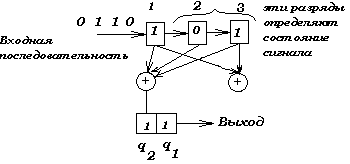 1 2 3
эти разряды
определяют
состояние
сигнала
0 1 1 0
Входная
последовательность
1 0 1
+ +
1 1
Выход
q2 q1